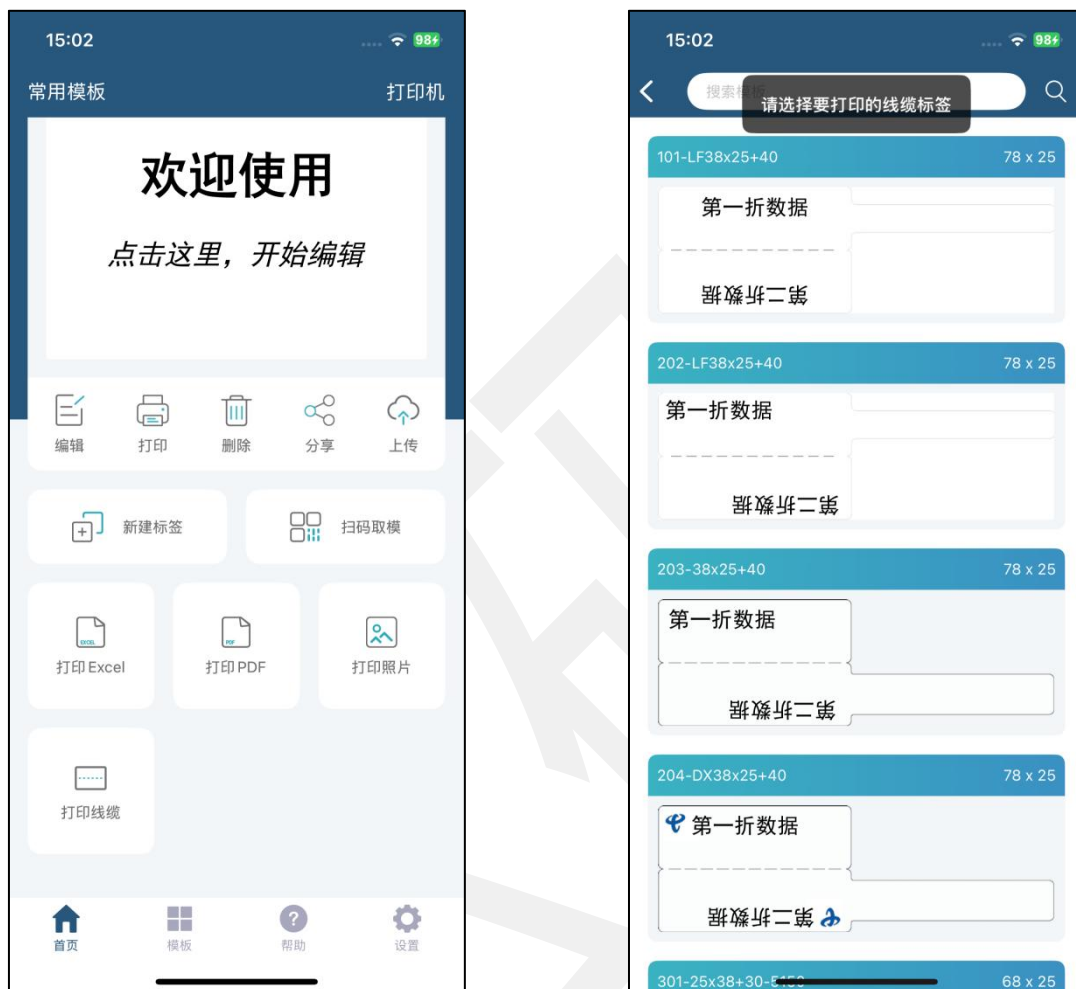 15:02
98
常用模板
打印机
欢迎使用
点击这里，开始编辑
编辑
打印
删除
分享
上传
新建标签
扫码取模
EXCEL
打印Excel
PDF
打印PDF
打印照片
打印线缆
首页
模板
帮助
设置
15:02
98
搜索
请选择要打印的线缆标签
101-LF38x25+40
78 x 25
第一折数据
第二折数据
202-LF38x25+40
78 x 25
第一折数据
第二折数据
203-38x25+40
78 x 25
第一折数据
第二折数据
204-DX38x25+40
78 x 25
第一折数据
第二折数据
301-25x38+30-
68 x 25